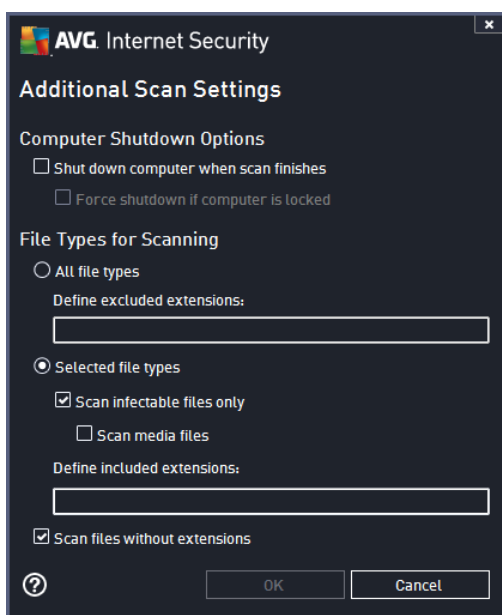 AVG. Internet Security
Additional Scan Settings
Computer Shutdown Options
Shut down computer when scan finishes
Force shutdown if computer is locked
File Types for Scanning
All file types
Define excluded extensions:
Selected file types
Scan infectable files only
Scan media files
Define included extensions:
Scan files without extensions
OK
Cancel